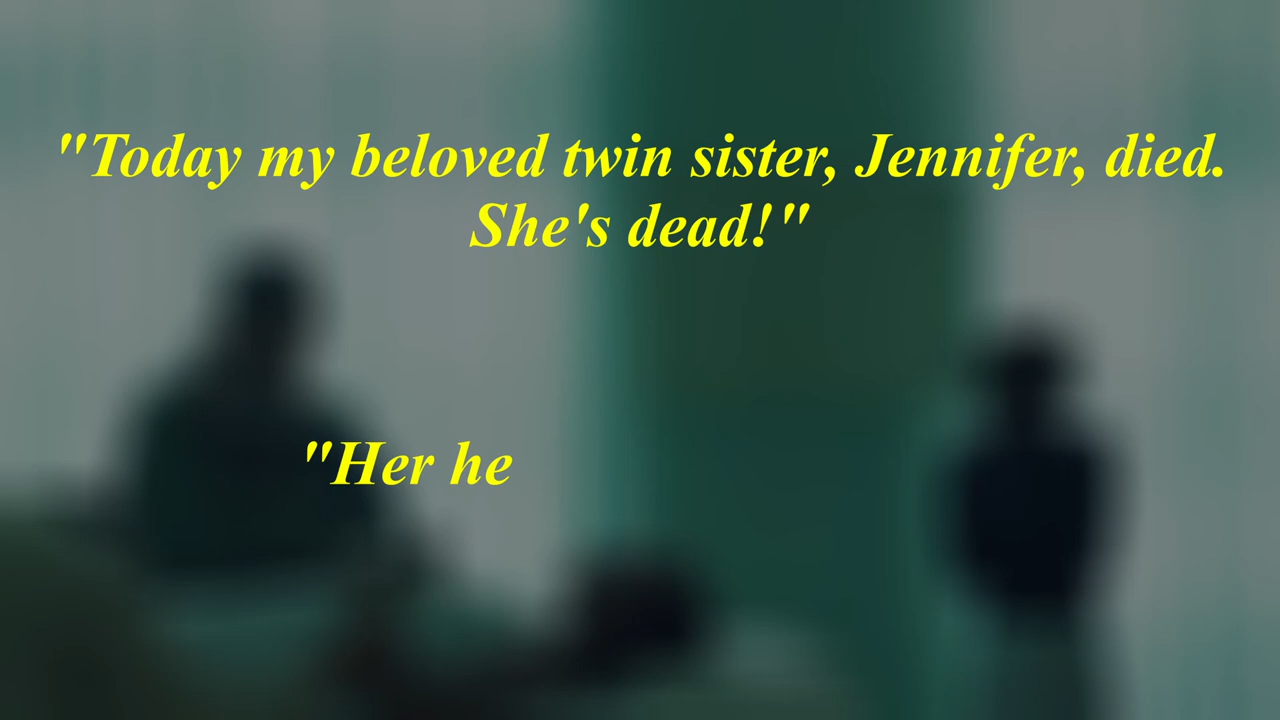 "Today my beloved twin sister, Jennifer, died.
She's dead!"
"Her he